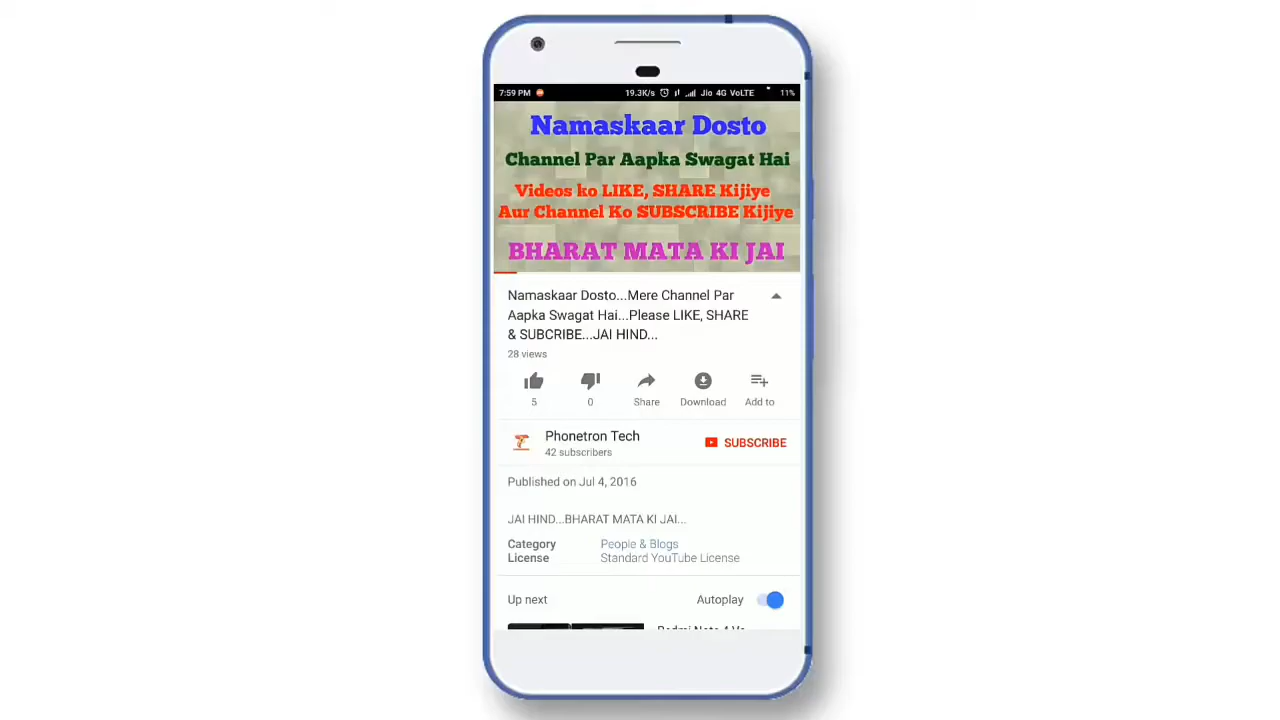 7:59 PM 19.3K/s Jio 4G VoLTE 11%
Namaskaar Dosto
Channel Par Aapka Swagat Hai
Videos ko LIKE, SHARE Kijiye
Aur Channel Ko SUBSCRIBE Kijiye
BHARAT MATA KI JAI
Namaskaar Dosto...Mere Channel Par
Aapka Swagat Hai...Please LIKE, SHARE
& SUBCRIBE...JAI HIND...
28 views
5 0 Share Download Add to
Phonetron Tech
42 subscribers
SUBSCRIBE
Published on Jul 4, 2016
JAI HIND...BHARAT MATA KI JAI...
Category People & Blogs
License Standard YouTube License
Up next Autoplay